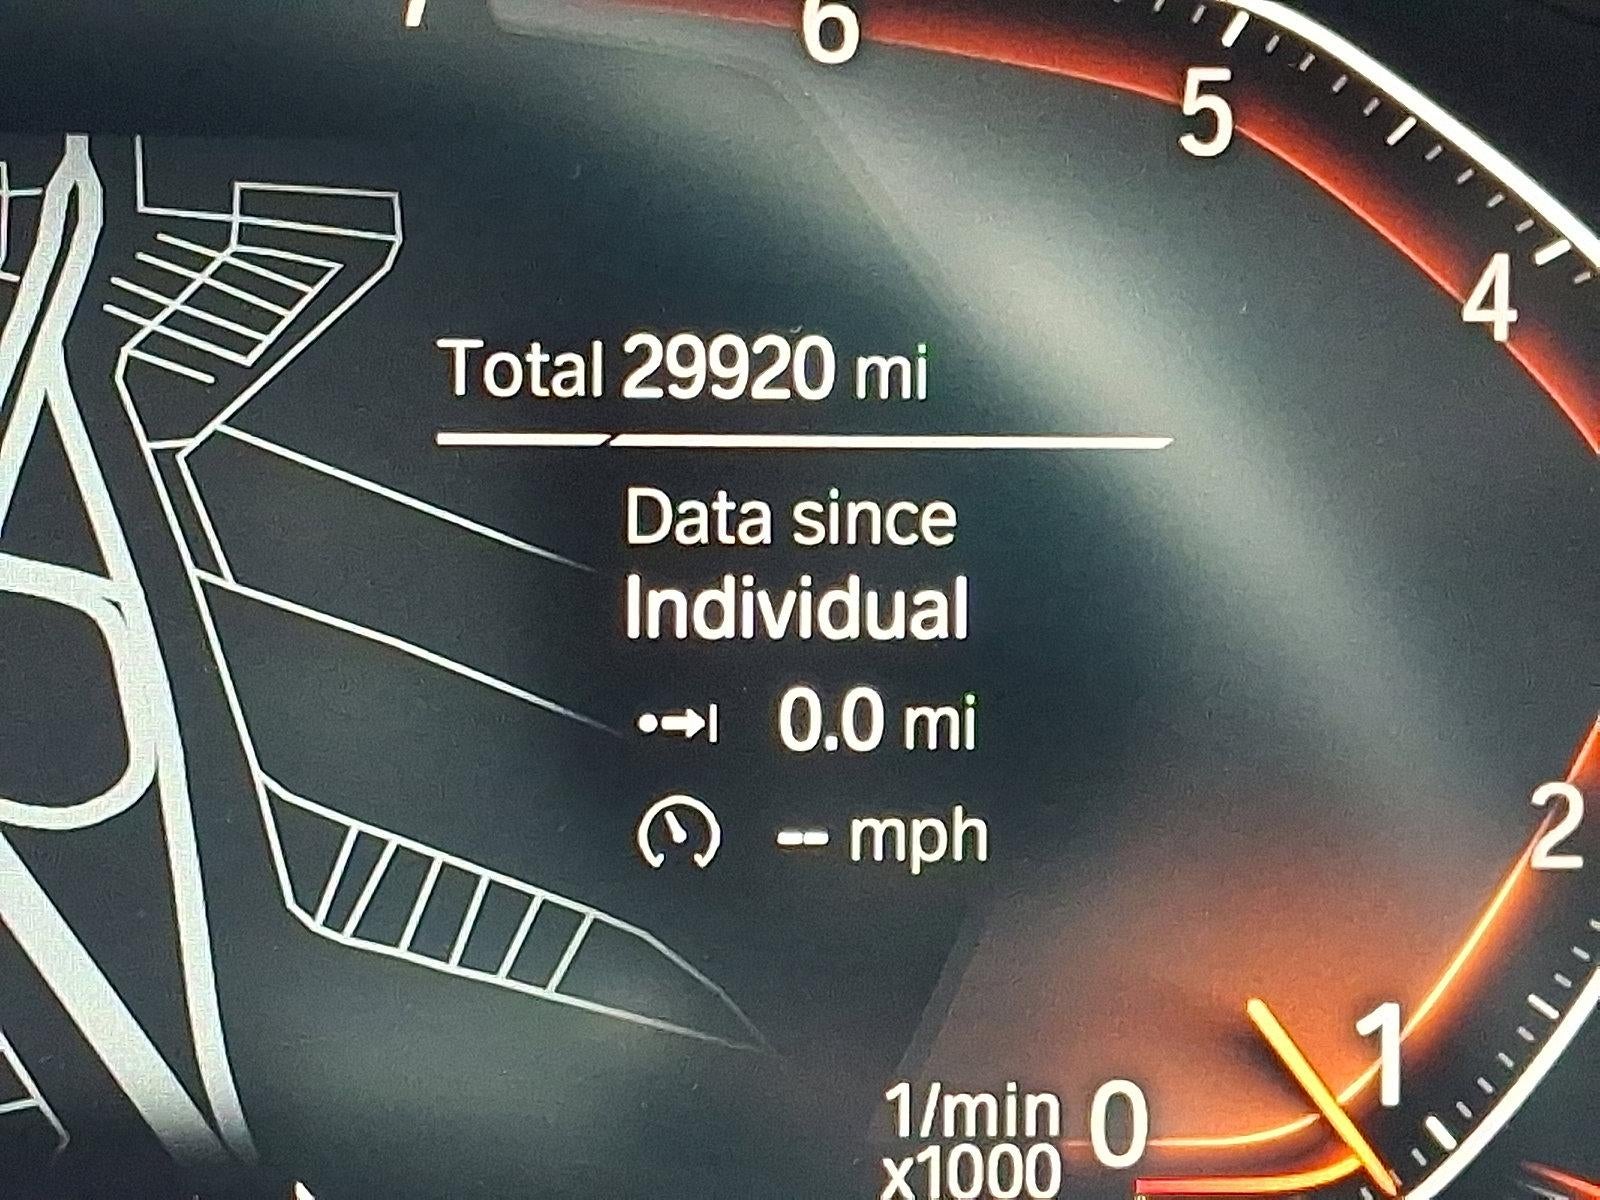 7
6
5
4
Total 29920 mi
Data since
Individual
0.0 mi
-- mph
2
1
1/min
x1000
0